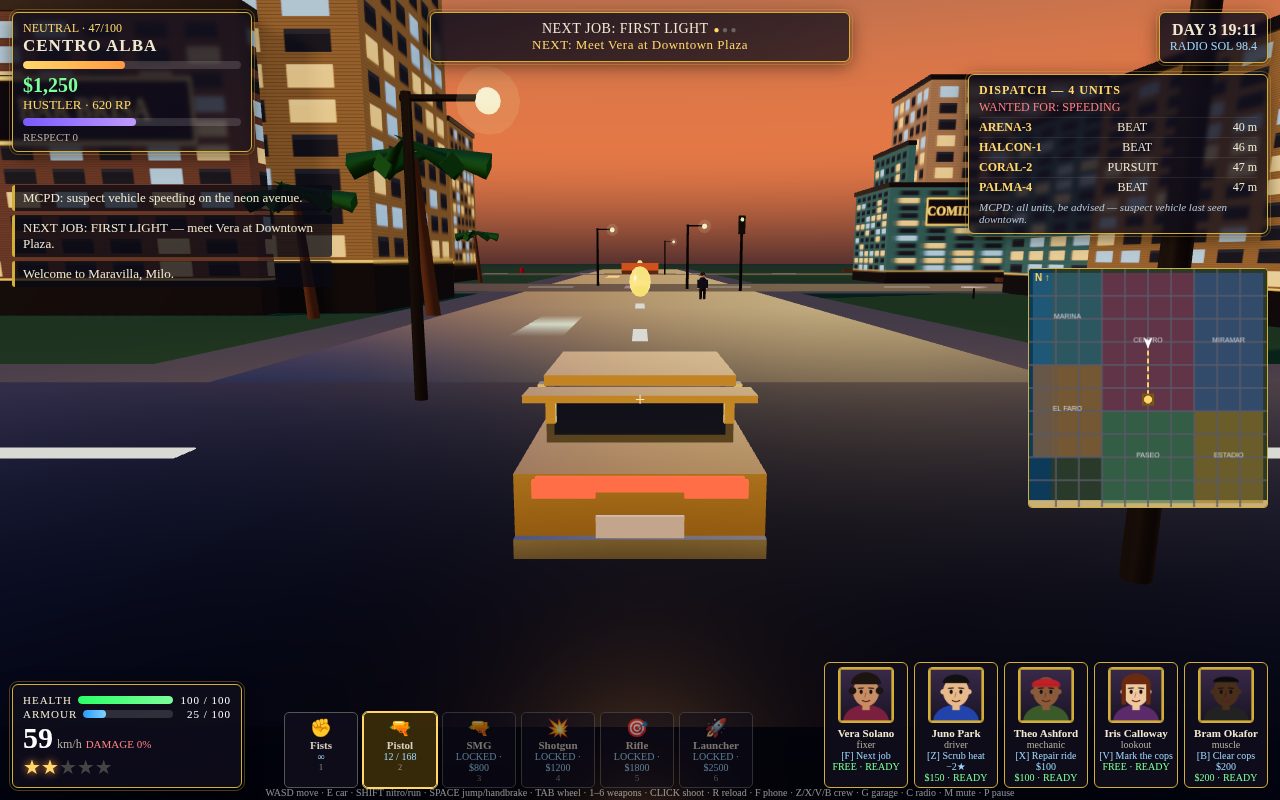 NEUTRAL · 47/100
CENTRO ALBA
$1,250
HUSTLER · 620 RP
RESPECT 0
NEXT JOB: FIRST LIGHT
NEXT: Meet Vera at Downtown Plaza
DAY 3 19:11
RADIO SOL 98.4
DISPATCH — 4 UNITS
WANTED FOR: SPEEDING
ARENA-3 BEAT 40 m
HALCON-1 BEAT 46 m
CORAL-2 PURSUIT 47 m
PALMA-4 BEAT 47 m
MCPD: all units, be advised — suspect vehicle last seen
downtown.
MCPD: suspect vehicle speeding on the neon avenue.
NEXT JOB: FIRST LIGHT — meet Vera at Downtown
Plaza.
Welcome to Maravilla, Milo.
N ↑
MARINA
CENTRO
MIRAMAR
EL FARO
PASEO
ESTADIO
HEALTH 100 / 100
ARMOUR 25 / 100
59 km/h DAMAGE 0%
★★★★★
Fists
∞
1
Pistol
12 / 168
2
SMG
LOCKED ·
$800
3
Shotgun
LOCKED ·
$1200
4
Rifle
LOCKED ·
$1800
5
Launcher
LOCKED ·
$2500
6
Vera Solano
fixer
[F] Next job
FREE · READY
Juno Park
driver
[Z] Scrub heat
−2★
$150 · READY
Theo Ashford
mechanic
[X] Repair ride
$100
$100 · READY
Iris Calloway
lookout
[V] Mark the cops
FREE · READY
Bram Okafor
muscle
[B] Clear cops
$200
$200 · READY
WASD move · E car · SHIFT nitro/run · SPACE jump/handbrake · TAB wheel · 1–6 weapons · CLICK shoot · R reload · F phone · Z/X/V/B crew · G garage · C radio · M mute · P pause